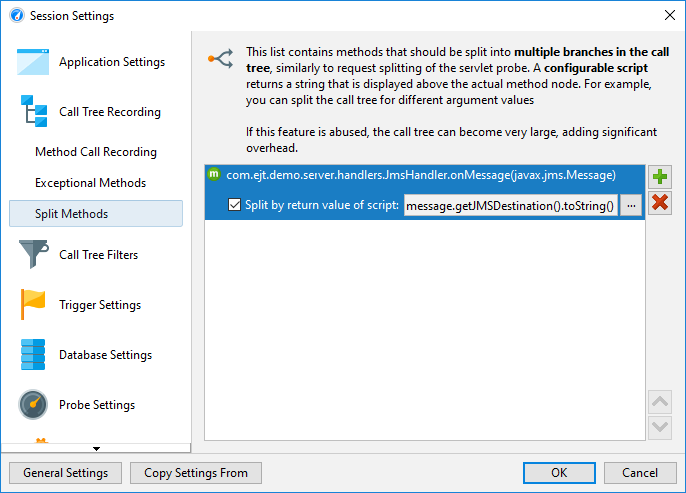 Session Settings
Application Settings
Call Tree Recording
Method Call Recording
Exceptional Methods
Split Methods
Call Tree Filters
Trigger Settings
Database Settings
Probe Settings
This list contains methods that should be split into multiple branches in the call
tree, similarly to request splitting of the servlet probe. A configurable script
returns a string that is displayed above the actual method node. For example,
you can split the call tree for different argument values
If this feature is abused, the call tree can become very large, adding significant
overhead.
m com.ejt.demo.server.handlers.JmsHandler.onMessage(javax.jms.Message)
Split by return value of script: message.getJMSDestination().toString() ...
General Settings
Copy Settings From
OK
Cancel